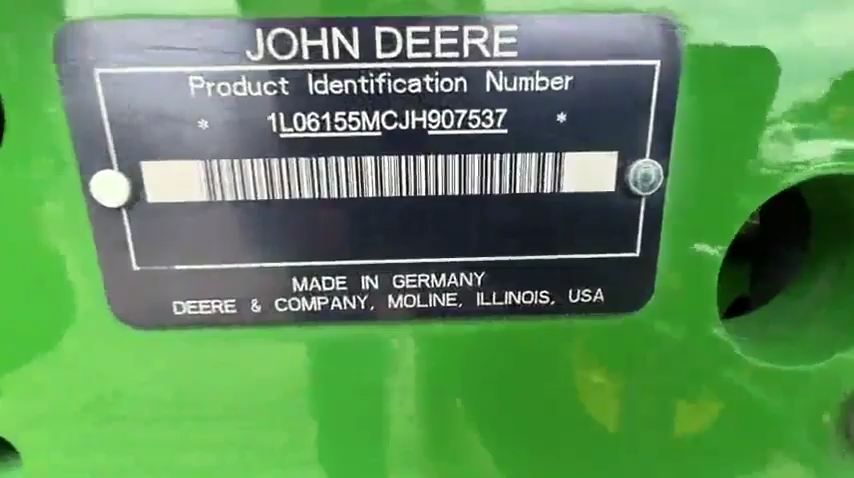 JOHN DEERE
Product Identification Number
* 1L06155MCJH907537 *
MADE IN GERMANY
DEERE & COMPANY, MOLINE, ILLINOIS, USA